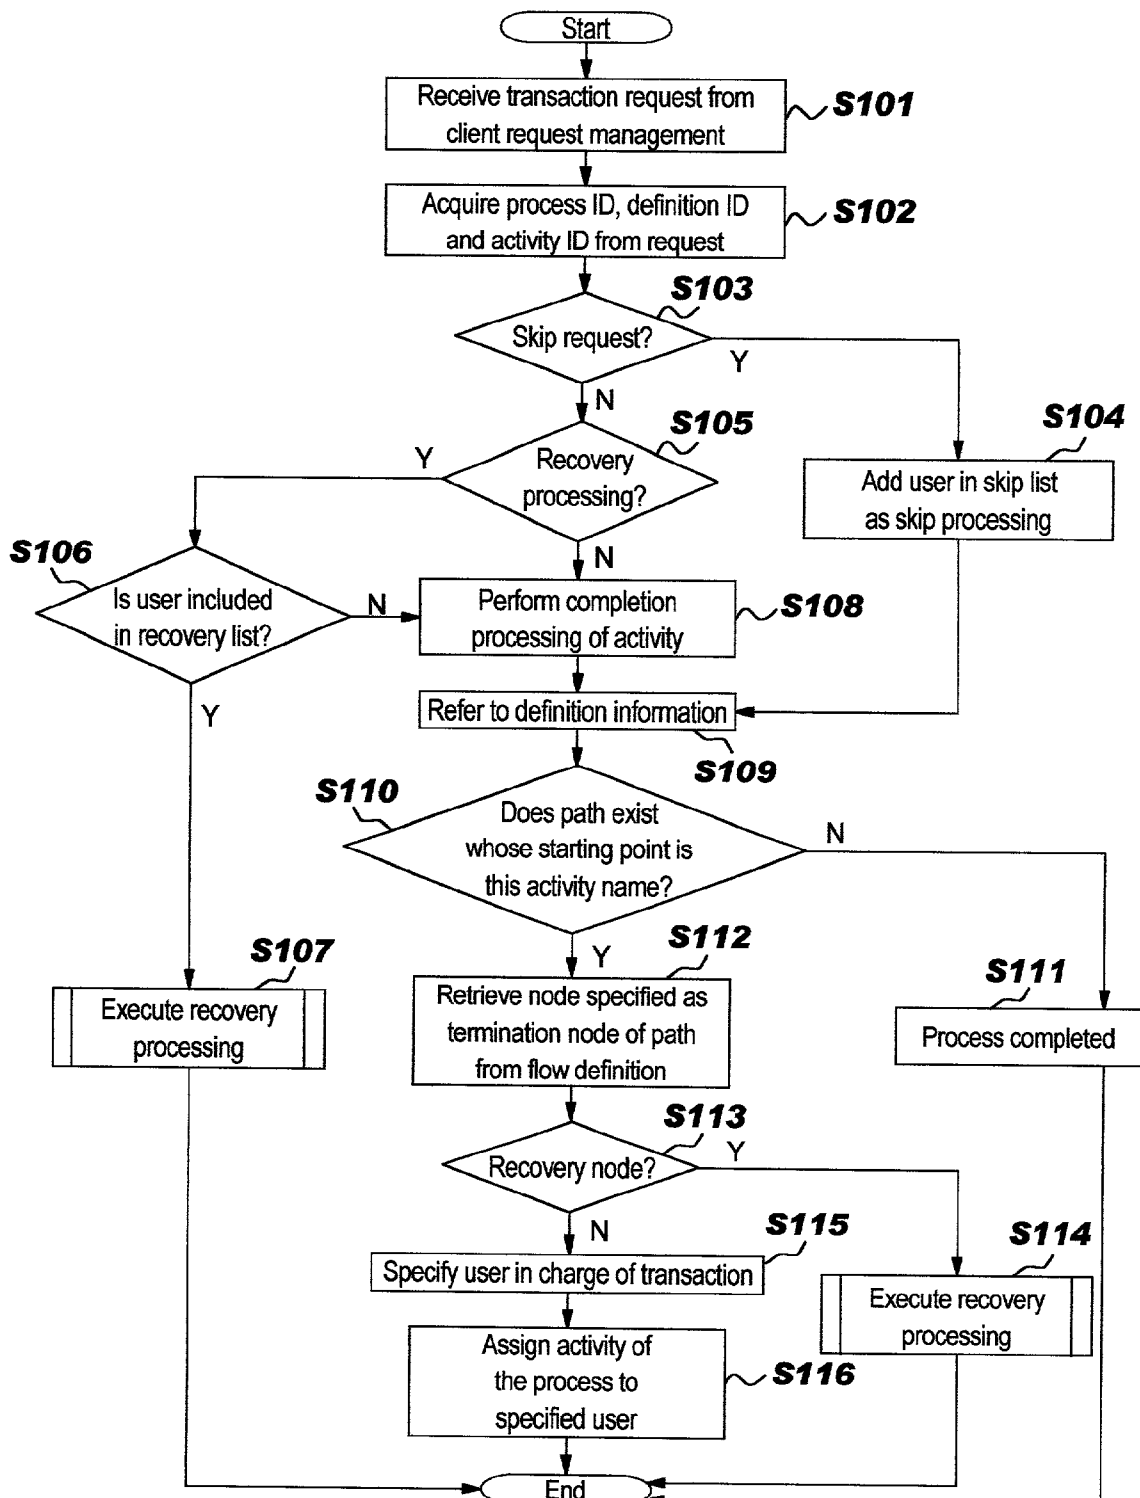 Start
Receive transaction request from
client request management
S101
Acquire process ID, definition ID
and activity ID from request
S102
S103
Skip request?
Y
N
S105
S104
Y
Recovery
processing?
Add user in skip list
as skip processing
S106
N
Is user included
in recovery list?
N
Perform completion
processing of activity
S108
Y
Refer to definition information
S109
S110
Does path exist
whose starting point is
this activity name?
N
S107
Y
S112
S111
Execute recovery
processing
Retrieve node specified as
termination node of path
from flow definition
Process completed
S113
Recovery node?
Y
N
S115
S114
Specify user in charge of transaction
Execute recovery
processing
Assign activity of
the process to
specified user
S116
End